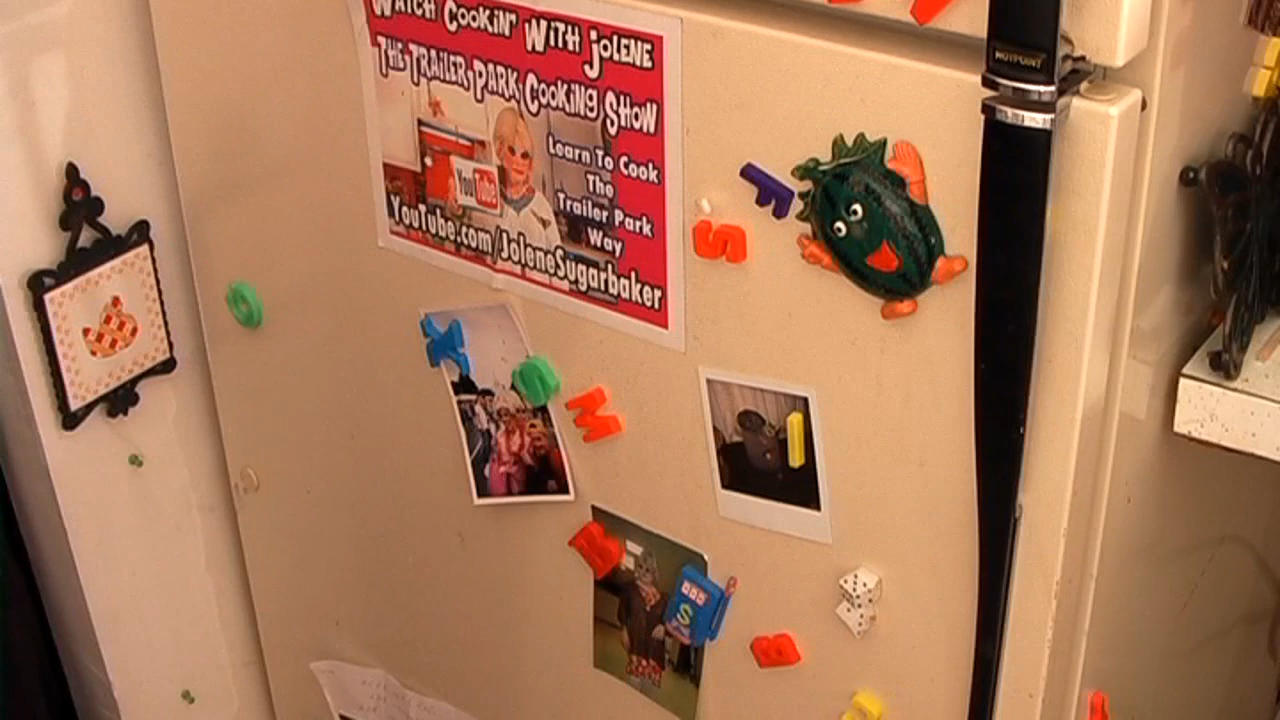 WATCH COOKIN' WITH JOLENE
THE TRAILER PARK COOKING SHOW
Learn To Cook
The
Trailer Park
Way
YouTube
YouTube.com/JoleneSugarbaker
HOTPOINT
F
S
O
X
M
I
$
B